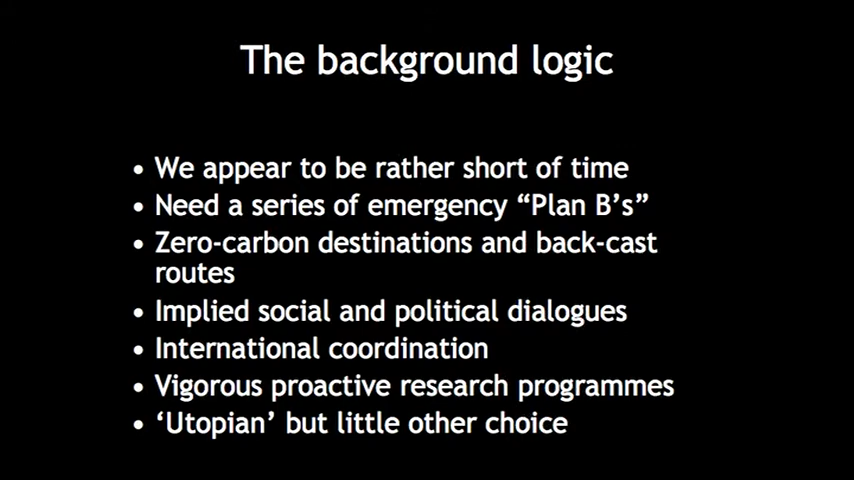 The background logic
• We appear to be rather short of time
• Need a series of emergency “Plan B’s”
• Zero-carbon destinations and back-cast
routes
• Implied social and political dialogues
• International coordination
• Vigorous proactive research programmes
• ‘Utopian’ but little other choice